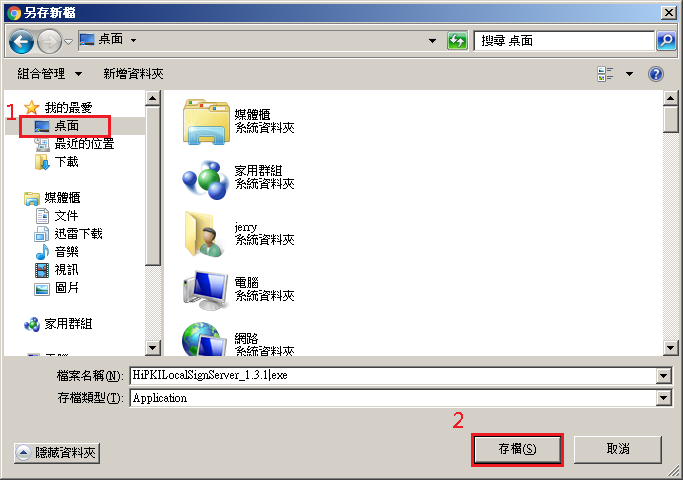 另存新檔
桌面
搜尋 桌面
組合管理
新增資料夾
1
我的最愛
桌面
最近的位置
下載
媒體櫃
文件
迅雷下載
音樂
視訊
圖片
家用群組
媒體櫃
系統資料夾
家用群組
系統資料夾
jerry
系統資料夾
電腦
系統資料夾
網路
系統資料夾
檔案名稱(N):
HiPKILocalSignServer_1.3.1.exe
存檔類型(T):
Application
2
隱藏資料夾
存檔(S)
取消